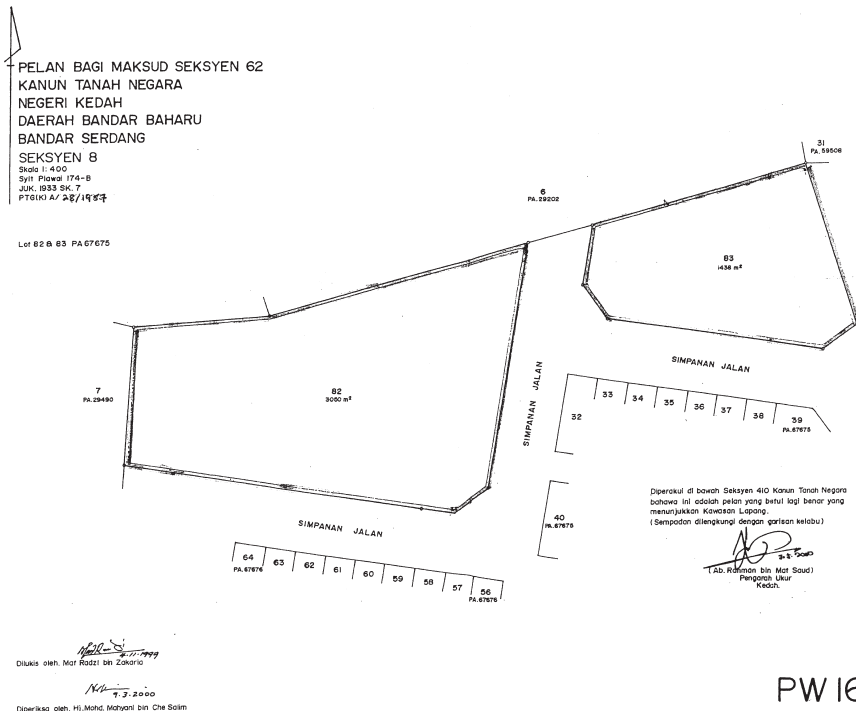 PELAN BAGI MAKSUD SEKSYEN 62
KANUN TANAH NEGARA
NEGERI KEDAH
DAERAH BANDAR BAHARU
BANDAR SERDANG
SEKSYEN 8
Skala 1: 400
Syit Piawai 174-B
JUK. 1933 SK. 7
PTG(K) A/ 28/1987
Lot 82 & 83 PA 67675
31
PA. 59508
6
PA. 29202
83
1438 m²
7
PA. 29490
82
3050 m²
SIMPANAN JALAN
SIMPANAN JALAN
32
33
34
35
36
37
38
39
PA. 67675
40
PA. 67675
SIMPANAN JALAN
64
PA. 67676
63
62
61
60
59
58
57
56
PA. 67676
Diperakui di bawah Seksyen 410 Kanun Tanah Negara
bahawa ini adalah pelan yang betul lagi benar yang
menunjukkan Kawasan Lapang.
(Sempadan dilengkungi dengan garisan kelabu)
(Ab. Rahman bin Mat Saud)
Pengarah Ukur
Kedah.
4-11-1999
Dilukis oleh. Mat Radzi bin Zakaria
9.3.2000
Diperiksa oleh. Hj. Mohd. Mahyani bin Che Salim
PW 16